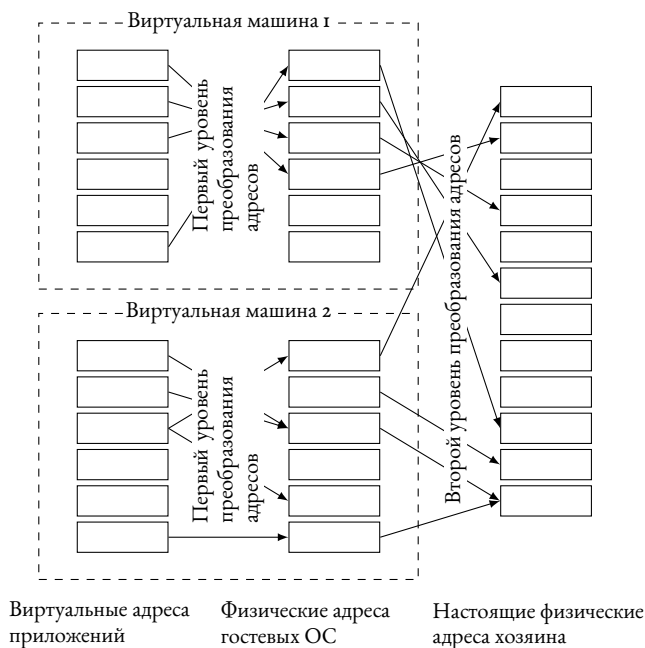 Виртуальная машина 1
Первый уровень
преобразования
адресов
Второй уровень преобразования адресов
Виртуальная машина 2
Первый уровень
преобразования
адресов
Виртуальные адреса
приложений
Физические адреса
гостевых ОС
Настоящие физические
адреса хозяина